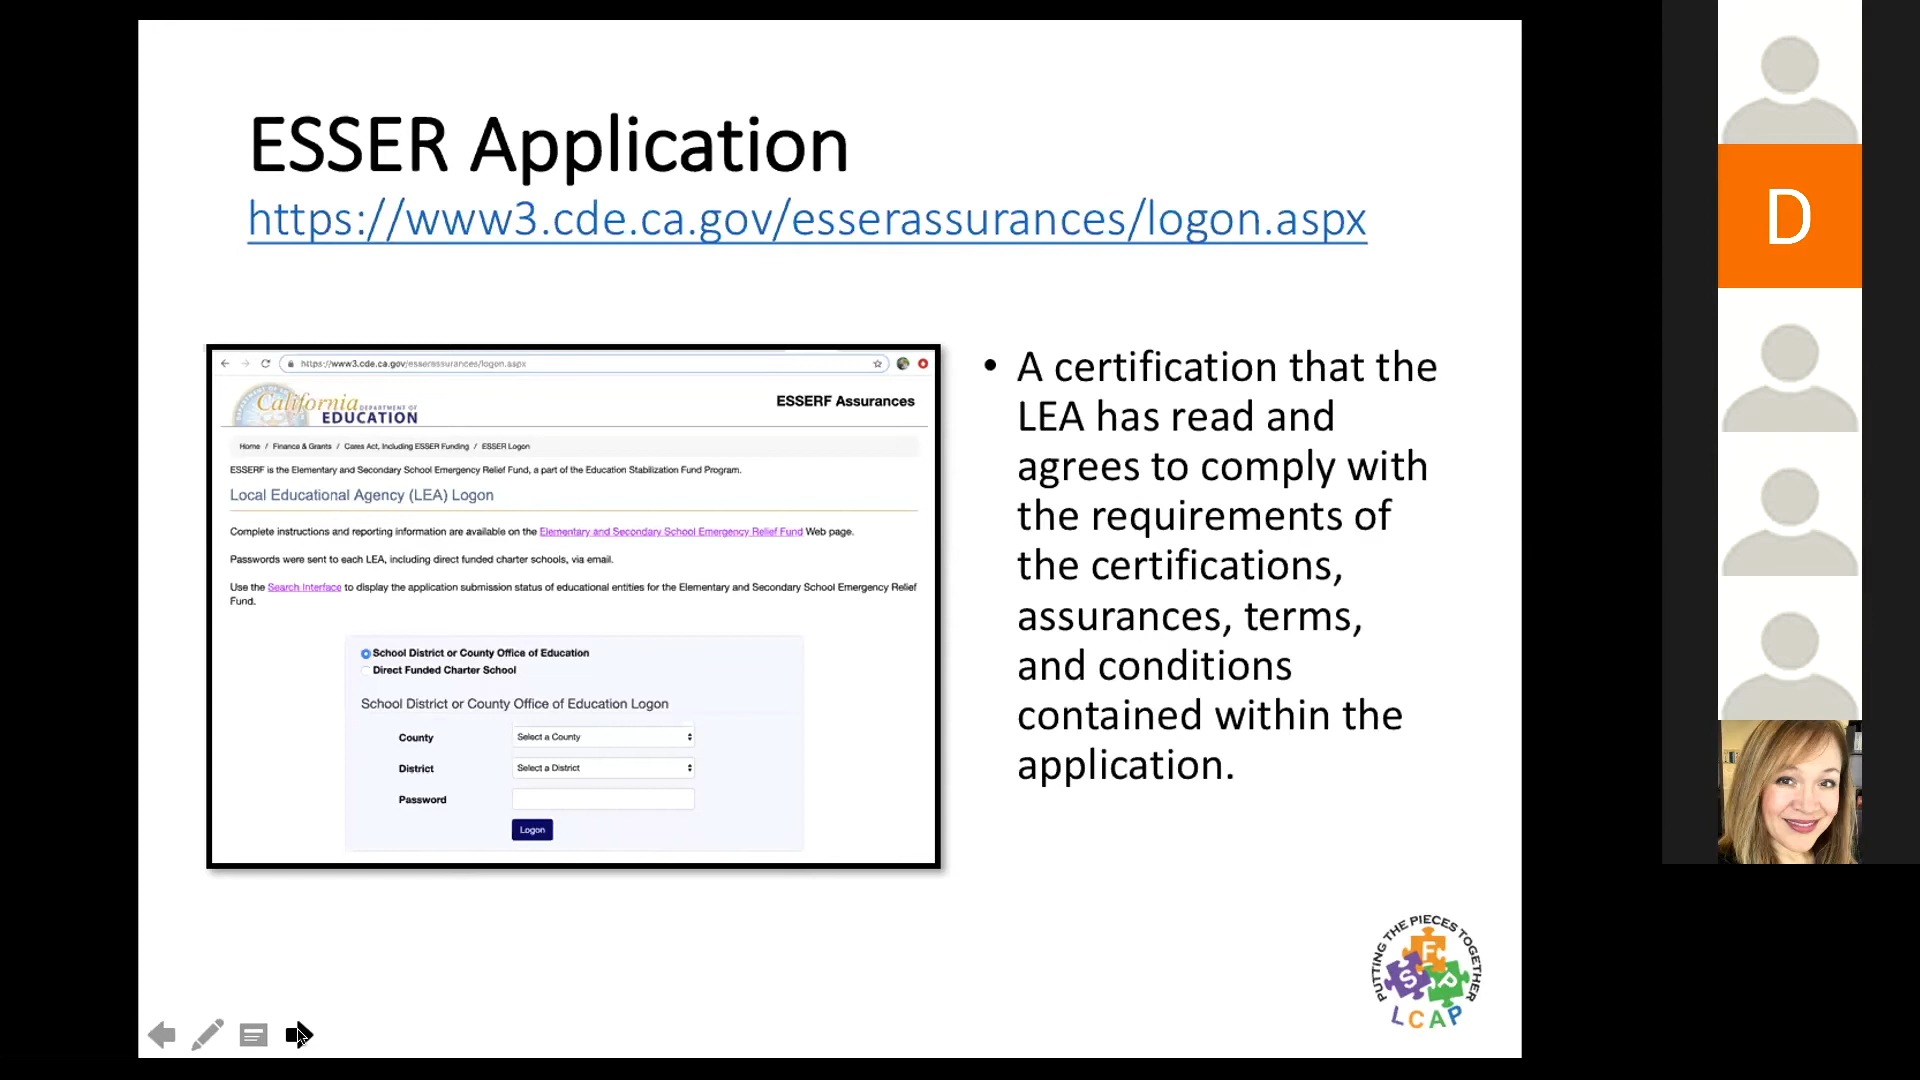 ESSER Application
https://www3.cde.ca.gov/esserassurances/logon.aspx
https://www3.cde.ca.gov/esserassurances/logon.aspx
California DEPARTMENT OF
EDUCATION
ESSERF Assurances
Home / Finance & Grants / Cares Act, Including ESSER Funding / ESSER Logon
ESSERF is the Elementary and Secondary School Emergency Relief Fund, a part of the Education Stabilization Fund Program.
Local Educational Agency (LEA) Logon
Complete instructions and reporting information are available on the Elementary and Secondary School Emergency Relief Fund Web page.
Passwords were sent to each LEA, including direct funded charter schools, via email.
Use the Search Interface to display the application submission status of educational entities for the Elementary and Secondary School Emergency Relief
Fund.
School District or County Office of Education
Direct Funded Charter School
School District or County Office of Education Logon
County Select a County
District Select a District
Password
Logon
• A certification that the
LEA has read and
agrees to comply with
the requirements of
the certifications,
assurances, terms,
and conditions
contained within the
application.
PUTTING THE PIECES TOGETHER
F
S P
LCAP
D